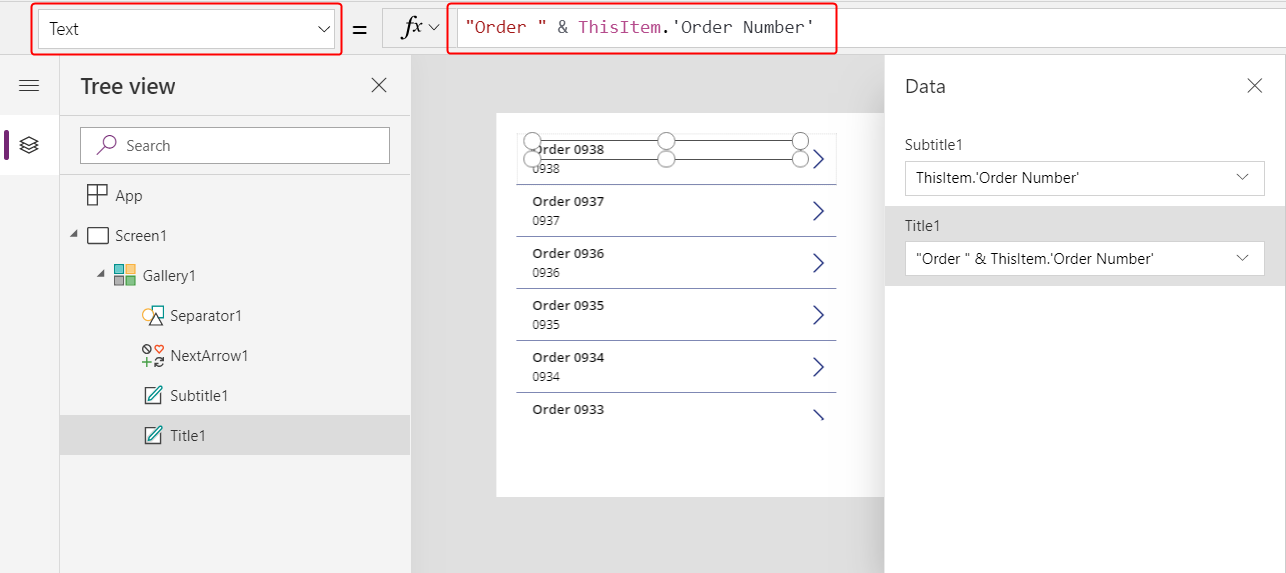 Text = fx "Order " & ThisItem.'Order Number'
Tree view
Search
App
Screen1
Gallery1
Separator1
NextArrow1
Subtitle1
Title1
Order 0938
0938
Order 0937
0937
Order 0936
0936
Order 0935
0935
Order 0934
0934
Order 0933
Data
Subtitle1
ThisItem.'Order Number'
Title1
"Order " & ThisItem.'Order Number'